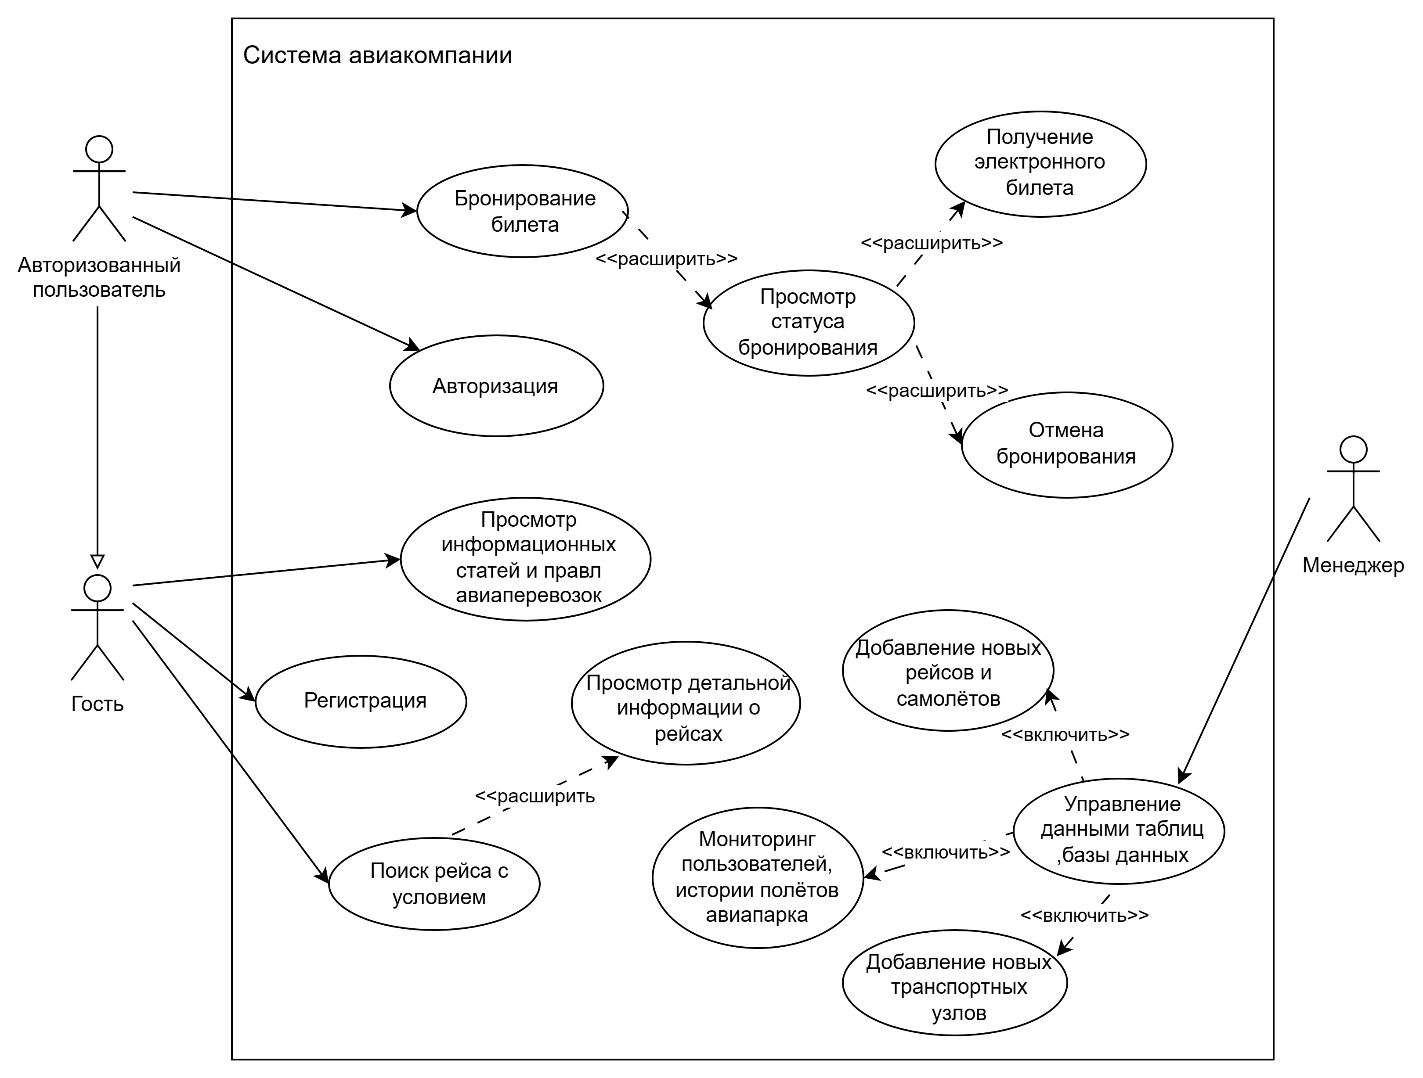 Система авиакомпании
Получение
электронного
билета
Бронирование
билета
<<расширить>>
<<расширить>>
Авторизованный
пользователь
Просмотр
статуса
бронирования
Авторизация
<<расширить>>
Отмена
бронирования
Просмотр
информационных
статей и правл
авиаперевозок
Менеджер
Гость
Регистрация
Просмотр детальной
информации о
рейсах
Добавление новых
рейсов и
самолётов
<<включить>>
<<расширить
Управление
данными таблиц
,базы данных
Мониторинг
пользователей,
истории полётов
авиапарка
<<включить>>
Поиск рейса с
условием
<<включить>>
Добавление новых
транспортных
узлов